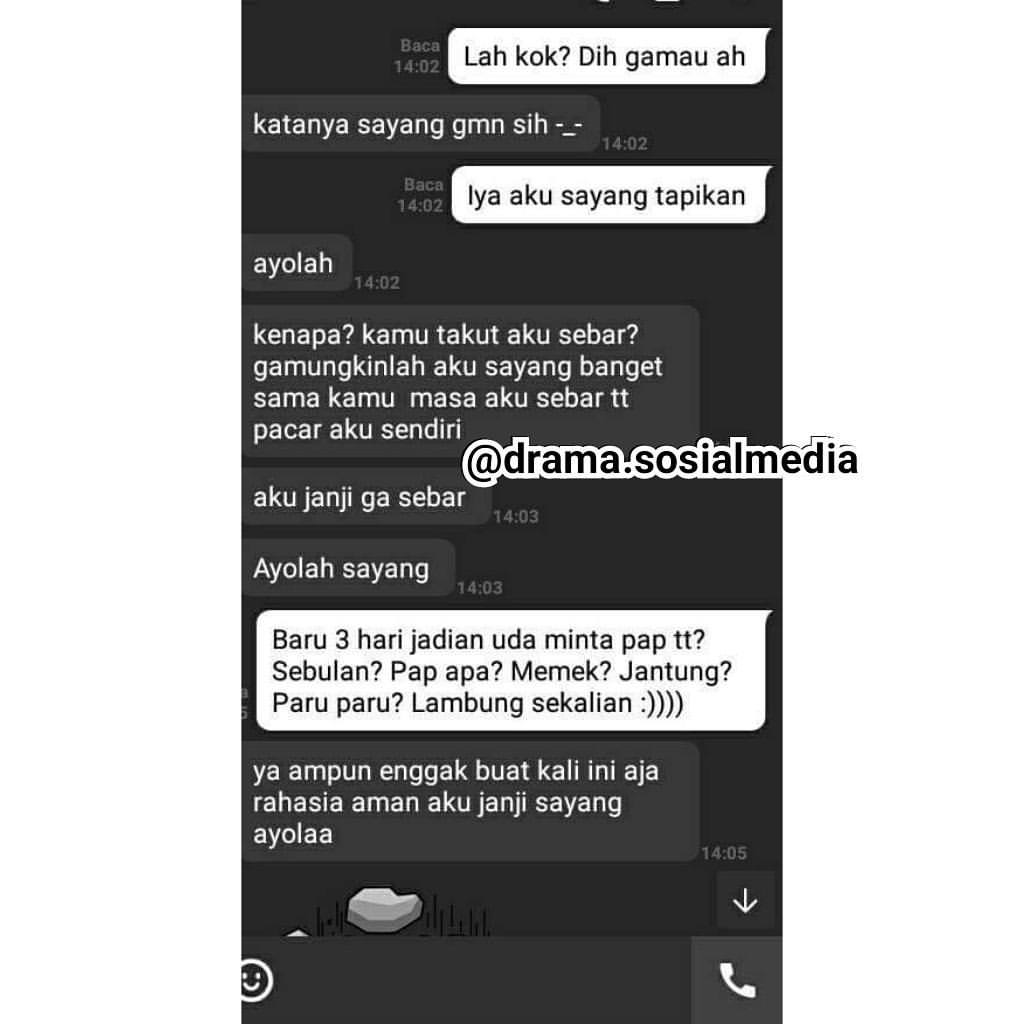 Baca
14:02
Lah kok? Dih gamau ah
katanya sayang gmn sih -_-
14:02
Baca
14:02
Iya aku sayang tapikan
ayolah
14:02
kenapa? kamu takut aku sebar?
gamungkinlah aku sayang banget
sama kamu  masa aku sebar tt
pacar aku sendiri
@drama.sosialmedia
aku janji ga sebar
14:03
Ayolah sayang
14:03
Baru 3 hari jadian uda minta pap tt?
Sebulan? Pap apa? Memek? Jantung?
Paru paru? Lambung sekalian :))))
ya ampun enggak buat kali ini aja
rahasia aman aku janji sayang
ayolaa
14:05